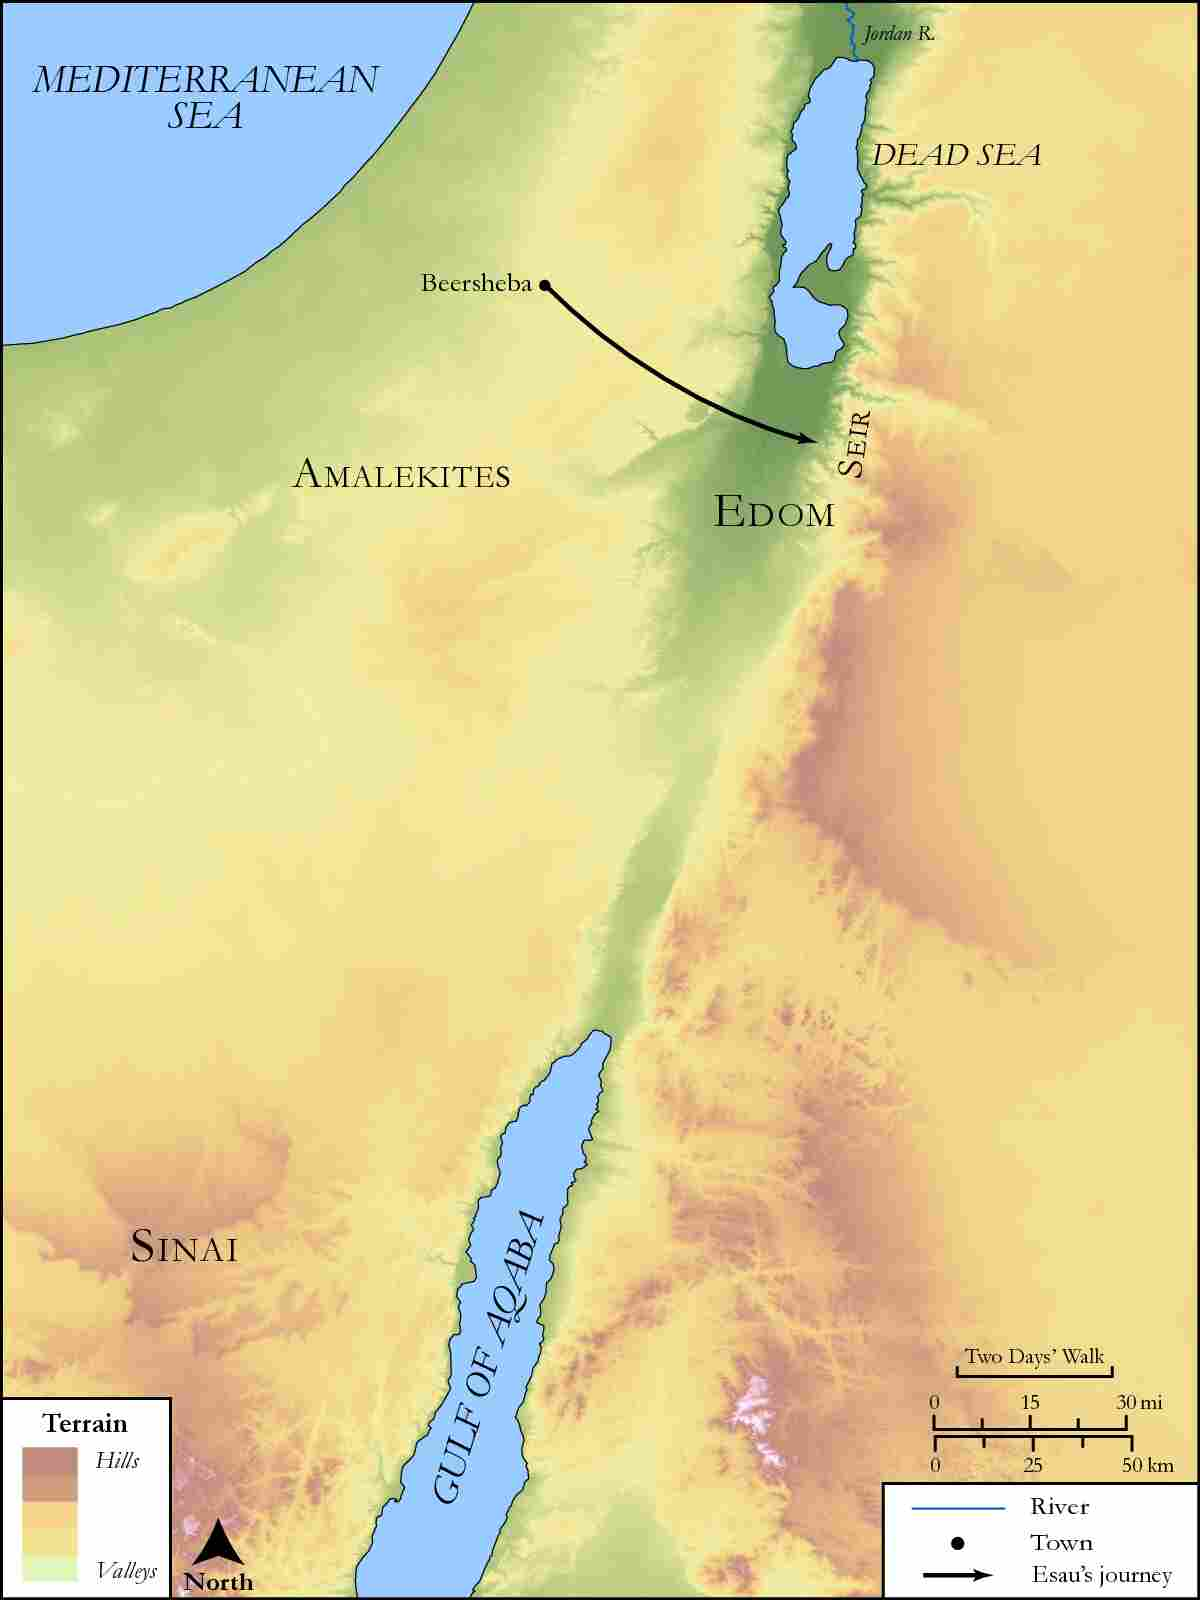 Jordan R.
MEDITERRANEAN
SEA
DEAD SEA
Beersheba
SEIR
AMALEKITES
EDOM
SINAI
GULF OF AQABA
Two Days' Walk
0 15 30 mi
0 25 50 km
Terrain
Hills
Valleys
North
River
Town
Esau's journey